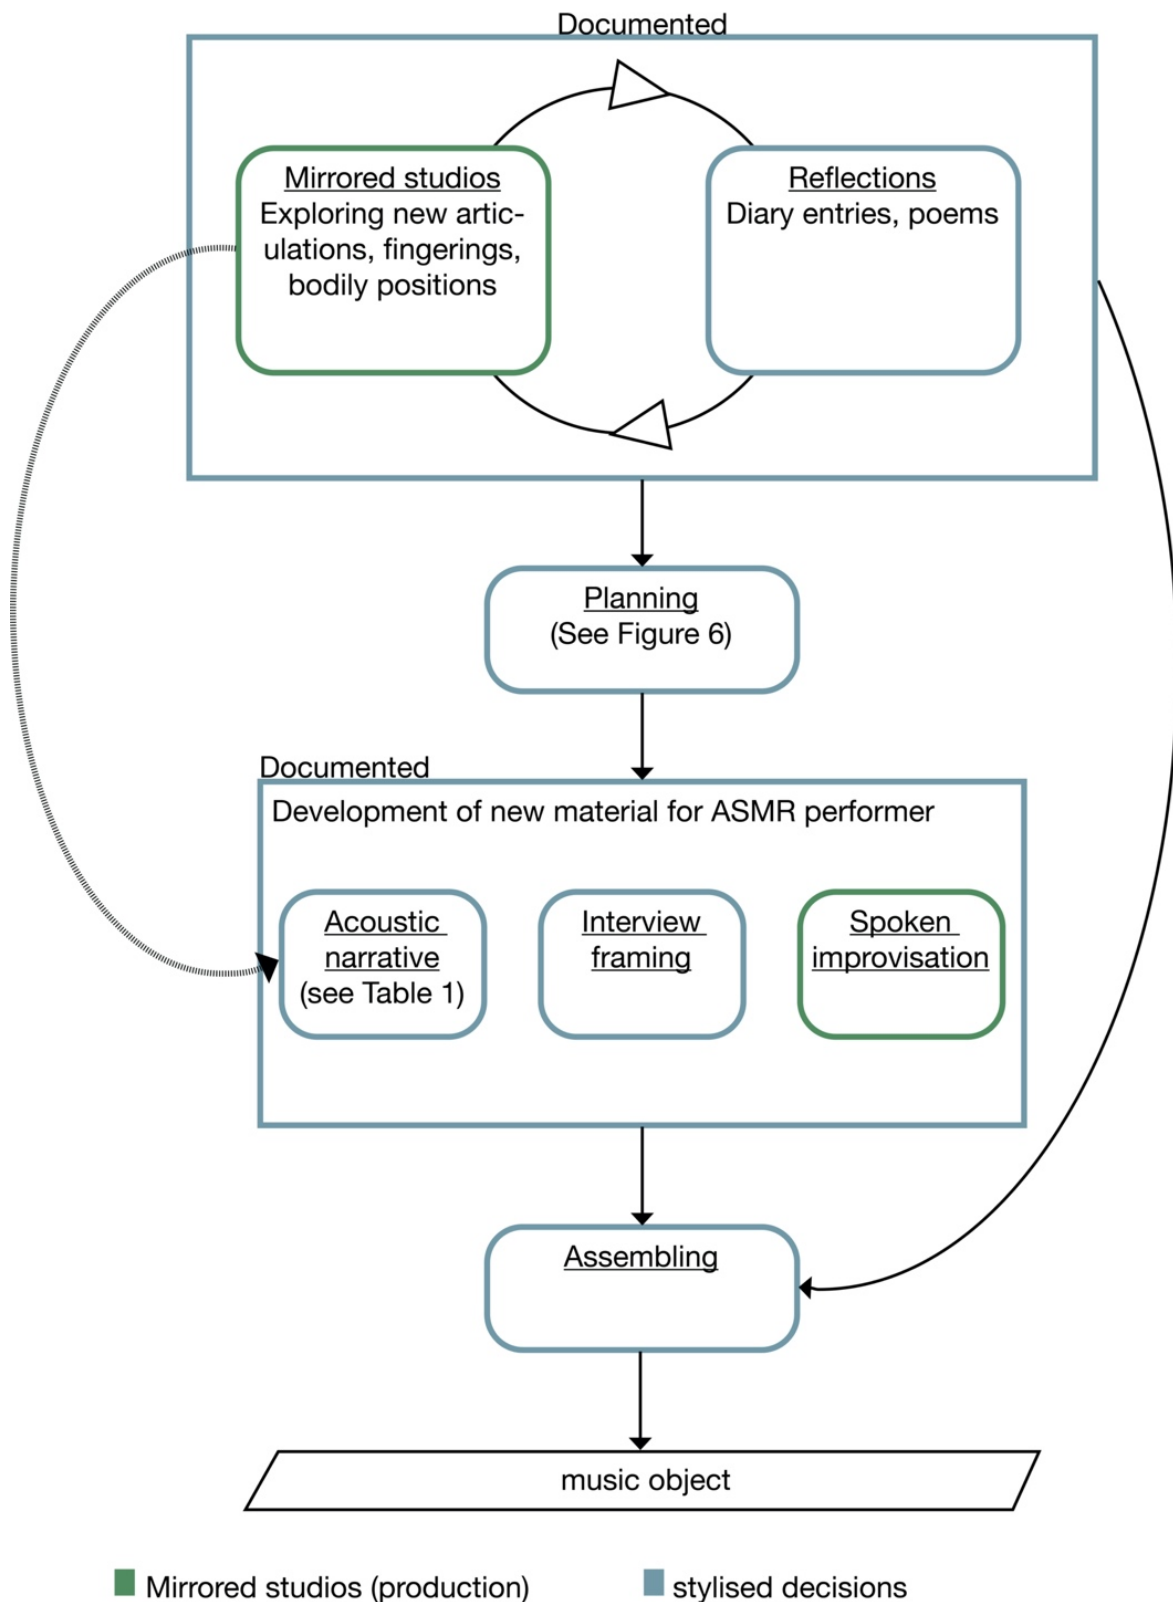 Documented
Mirrored studios
Exploring new artic-
ulations, fingerings,
bodily positions
Reflections
Diary entries, poems
Planning
(See Figure 6)
Documented
Development of new material for ASMR performer
Acoustic
narrative
(see Table 1)
Interview
framing
Spoken
improvisation
Assembling
music object
Mirrored studios (production)
stylised decisions